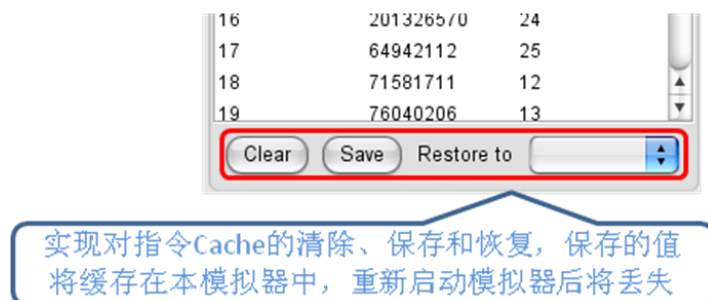 16 201326570 24
17 64942112 25
18 71581711 12
19 76040206 13
Clear Save Restore to
实现对指令Cache的清除、保存和恢复，保存的值
将缓存在本模拟器中，重新启动模拟器后将丢失